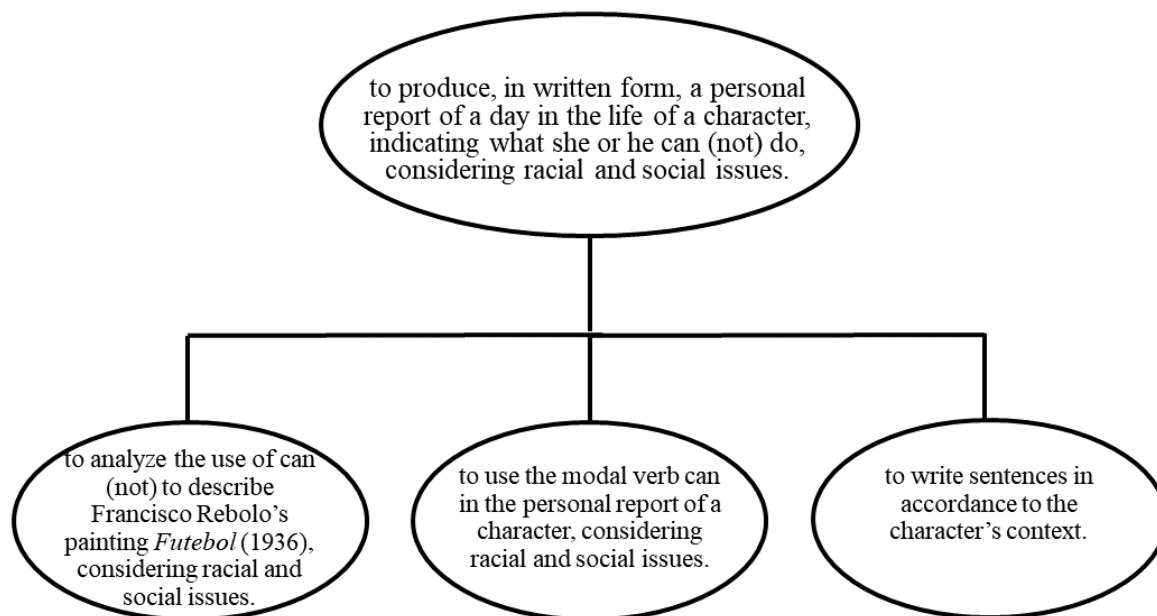 to produce, in written form, a personal
report of a day in the life of a character,
indicating what she or he can (not) do,
considering racial and social issues.
to analyze the use of can
(not) to describe
Francisco Rebolo’s
painting Futebol (1936),
considering racial and
social issues.
to use the modal verb can
in the personal report of a
character, considering
racial and social issues.
to write sentences in
accordance to the
character’s context.